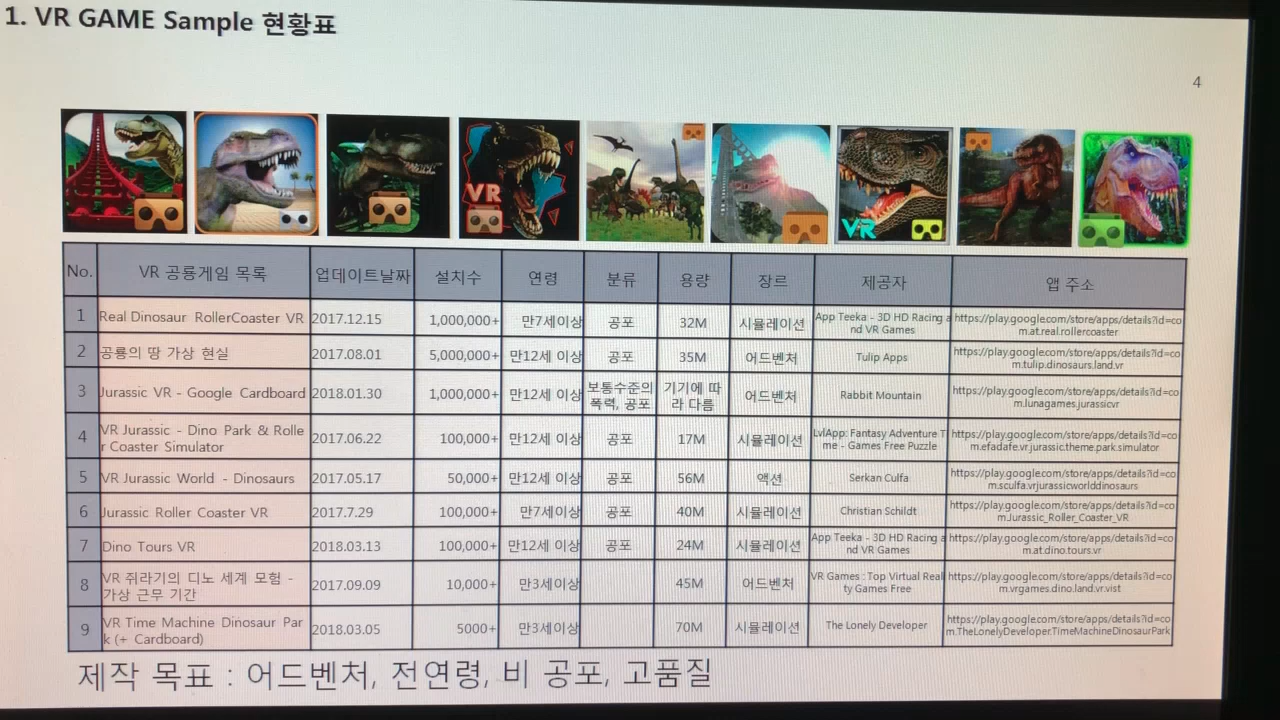 1. VR GAME Sample 현황표
4
VR
VR
No. VR 공룡게임 목록 업데이트날짜 설치수 연령 분류 용량 장르 제공자 앱 주소
1 Real Dinosaur RollerCoaster VR 2017.12.15 1,000,000+ 만7세이상 공포 32M 시뮬레이션 App Teeka - 3D HD Racing a
nd VR Games https://play.google.com/store/apps/details?id=co
m.at.real.rollercoaster
2 공룡의 땅 가상 현실 2017.08.01 5,000,000+ 만12세 이상 공포 35M 어드벤처 Tulip Apps https://play.google.com/store/apps/details?id=co
m.tulip.dinosaurs.land.vr
3 Jurassic VR - Google Cardboard 2018.01.30 1,000,000+ 만12세 이상 보통수준의
폭력, 공포 기기에 따
라 다름 어드벤처 Rabbit Mountain https://play.google.com/store/apps/details?id=co
m.lunagames.jurassicvr
4 VR Jurassic - Dino Park & Rolle
r Coaster Simulator 2017.06.22 100,000+ 만12세 이상 공포 17M 시뮬레이션 LvlApp: Fantasy Adventure T
me - Games Free Puzzle https://play.google.com/store/apps/details?id=co
m.efadafe.vr.jurassic.theme.park.simulator
5 VR Jurassic World - Dinosaurs 2017.05.17 50,000+ 만12세 이상 공포 56M 액션 Serkan Culfa https://play.google.com/store/apps/details?id=co
m.sculfa.vrjurassicworlddinosaurs
6 Jurassic Roller Coaster VR 2017.7.29 100,000+ 만7세이상 공포 40M 시뮬레이션 Christian Schildt https://play.google.com/store/apps/details?id=co
m.Jurassic_Roller_Coaster_VR
7 Dino Tours VR 2018.03.13 100,000+ 만12세 이상 공포 24M 시뮬레이션 App Teeka - 3D HD Racing a
nd VR Games https://play.google.com/store/apps/details?id=co
m.at.dino.tours.vr
8 VR 쥐라기의 디노 세계 모험 -
가상 근무 기간 2017.09.09 10,000+ 만3세이상 45M 어드벤처 VR Games : Top Virtual Reali
ty Games Free https://play.google.com/store/apps/details?id=co
m.vrgames.dino.land.vr.vist
9 VR Time Machine Dinosaur Par
k (+ Cardboard) 2018.03.05 5000+ 만3세이상 70M 시뮬레이션 The Lonely Developer https://play.google.com/store/apps/details?id=co
m.TheLonelyDeveloper.TimeMachineDinosaurPark
제작 목표 : 어드벤처, 전연령, 비 공포, 고품질